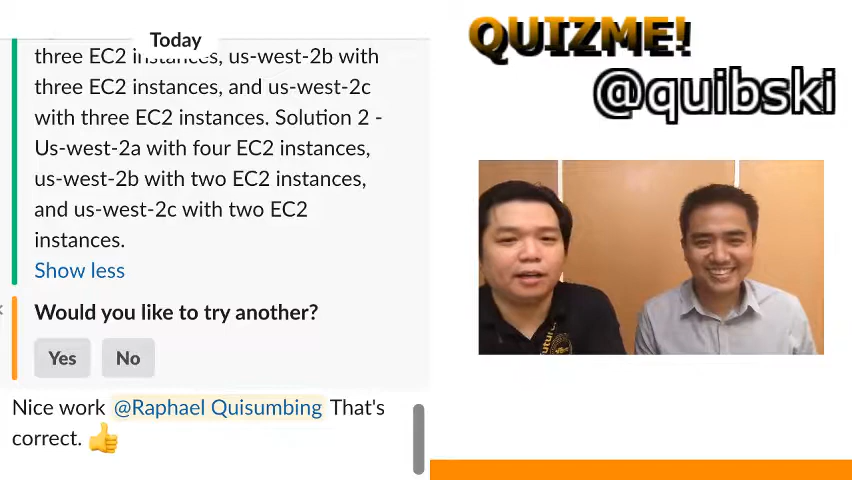 Today
three EC2 instances, us-west-2b with
three EC2 instances, and us-west-2c
with three EC2 instances. Solution 2 -
Us-west-2a with four EC2 instances,
us-west-2b with two EC2 instances,
and us-west-2c with two EC2
instances.
Show less
Would you like to try another?
Yes No
Nice work @Raphael Quisumbing That's
correct. 👍
QUIZME!
@quibski